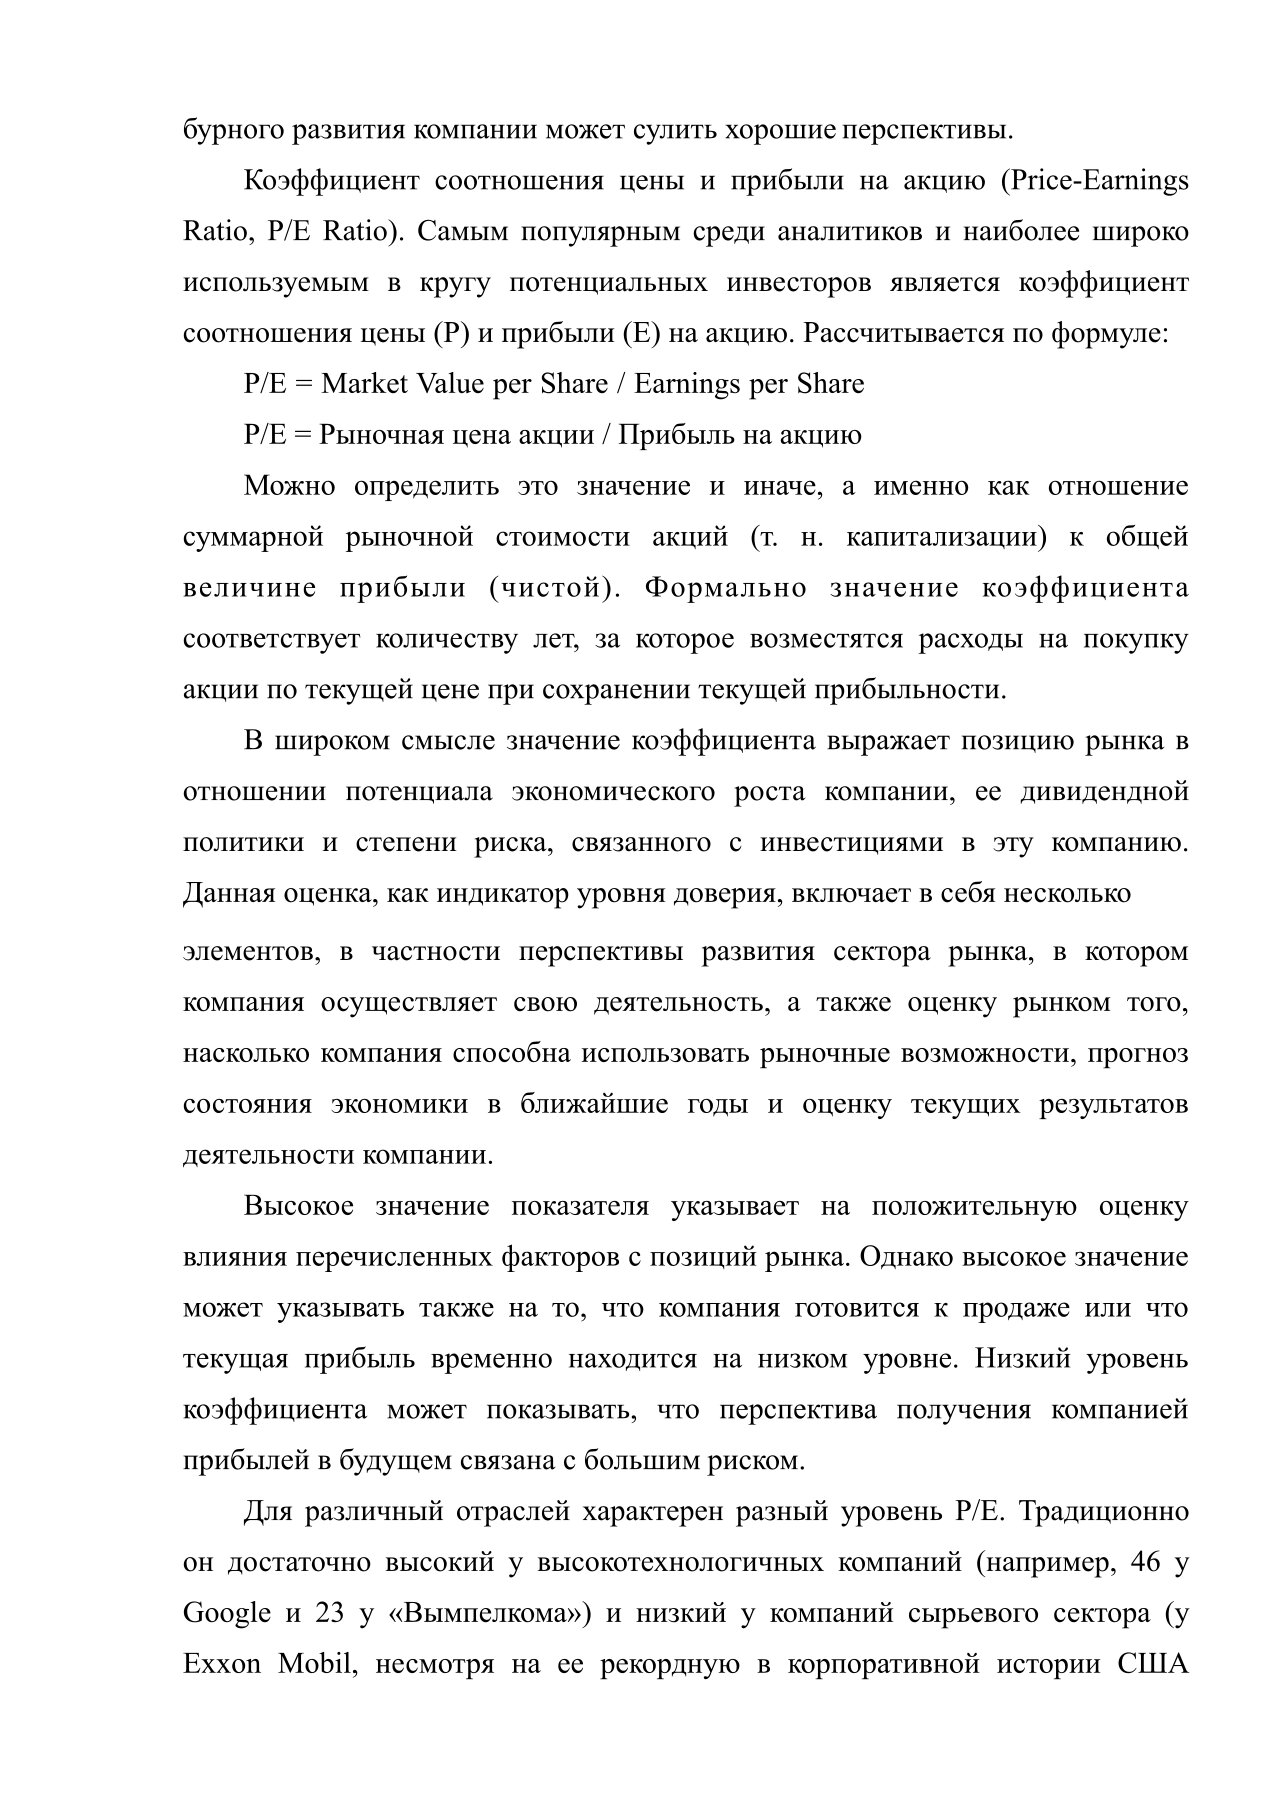 бурного развития компании может сулить хорошие перспективы.
Коэффициент соотношения цены и прибыли на акцию (Price-Earnings
Ratio, P/E Ratio). Самым популярным среди аналитиков и наиболее широко
используемым в кругу потенциальных инвесторов является коэффициент
соотношения цены (P) и прибыли (E) на акцию. Рассчитывается по формуле:
P/E = Market Value per Share / Earnings per Share
P/E = Рыночная цена акции / Прибыль на акцию
Можно определить это значение и иначе, а именно как отношение
суммарной рыночной стоимости акций (т. н. капитализации) к общей
величине прибыли (чистой). Формально значение коэффициента
соответствует количеству лет, за которое возместятся расходы на покупку
акции по текущей цене при сохранении текущей прибыльности.
В широком смысле значение коэффициента выражает позицию рынка в
отношении потенциала экономического роста компании, ее дивидендной
политики и степени риска, связанного с инвестициями в эту компанию.
Данная оценка, как индикатор уровня доверия, включает в себя несколько
элементов, в частности перспективы развития сектора рынка, в котором
компания осуществляет свою деятельность, а также оценку рынком того,
насколько компания способна использовать рыночные возможности, прогноз
состояния экономики в ближайшие годы и оценку текущих результатов
деятельности компании.
Высокое значение показателя указывает на положительную оценку
влияния перечисленных факторов с позиций рынка. Однако высокое значение
может указывать также на то, что компания готовится к продаже или что
текущая прибыль временно находится на низком уровне. Низкий уровень
коэффициента может показывать, что перспектива получения компанией
прибылей в будущем связана с большим риском.
Для различный отраслей характерен разный уровень P/E. Традиционно
он достаточно высокий у высокотехнологичных компаний (например, 46 у
Google и 23 у «Вымпелкома») и низкий у компаний сырьевого сектора (у
Exxon Mobil, несмотря на ее рекордную в корпоративной истории США